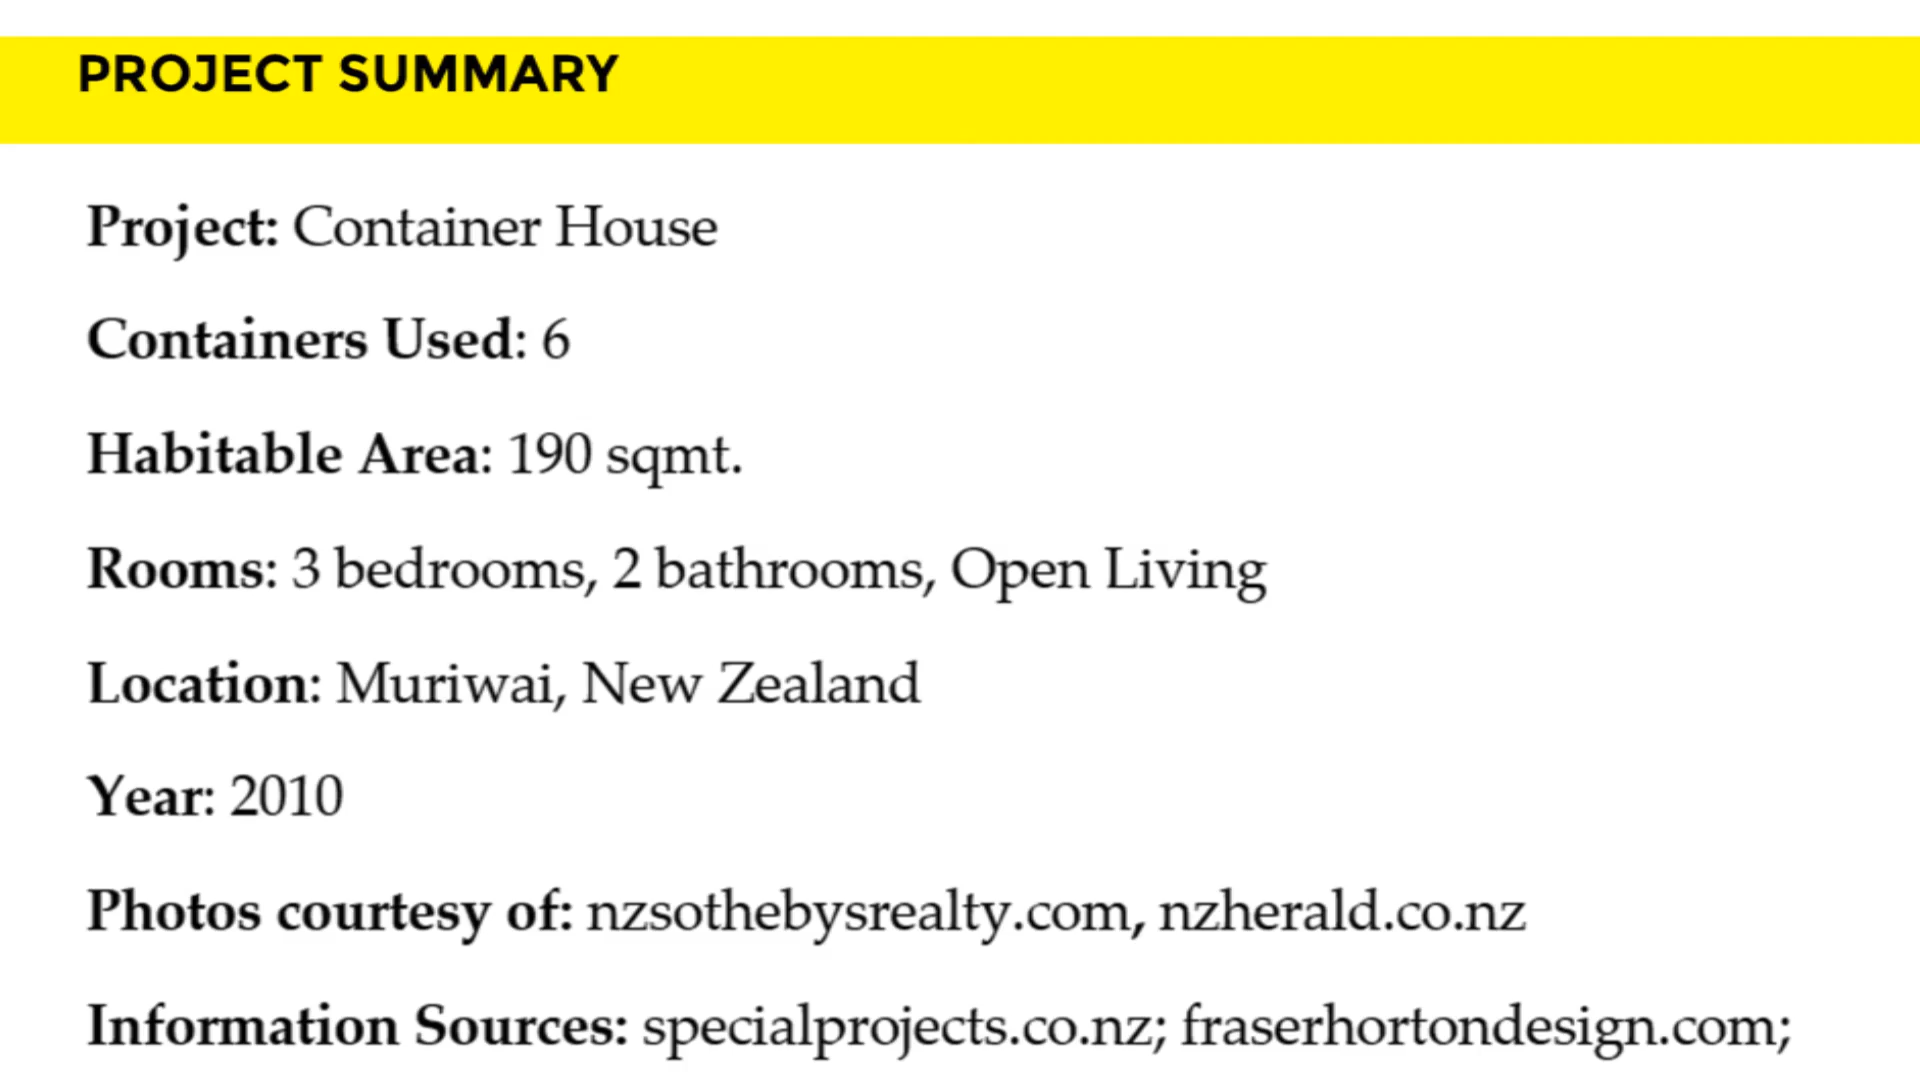 PROJECT SUMMARY
Project: Container House
Containers Used: 6
Habitable Area: 190 sqmt.
Rooms: 3 bedrooms, 2 bathrooms, Open Living
Location: Muriwai, New Zealand
Year: 2010
Photos courtesy of: nzsothebysrealty.com, nzherald.co.nz
Information Sources: specialprojects.co.nz; fraserhortondesign.com;